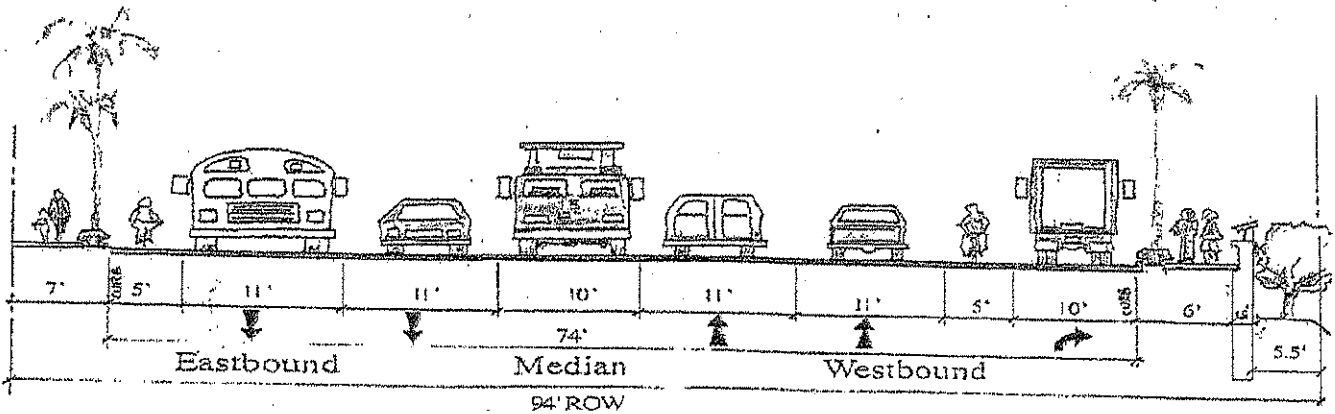 7' CURB 5' 11' 11' 10' 11' 11' 5' 10' CURB 6' 5.5'
74'
Eastbound Median Westbound
94' ROW